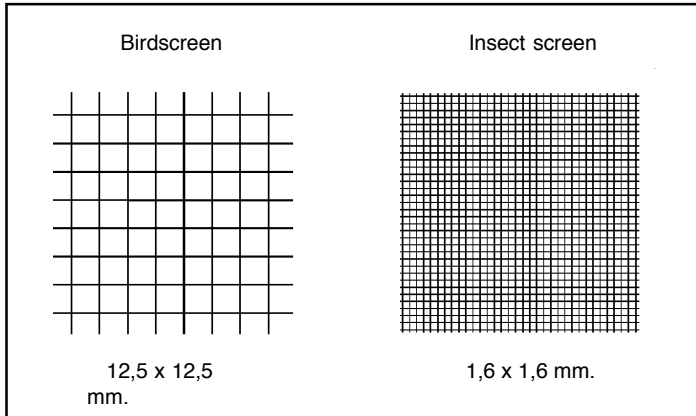 Birdscreen
Insect screen
12,5 x 12,5
mm.
1,6 x 1,6 mm.